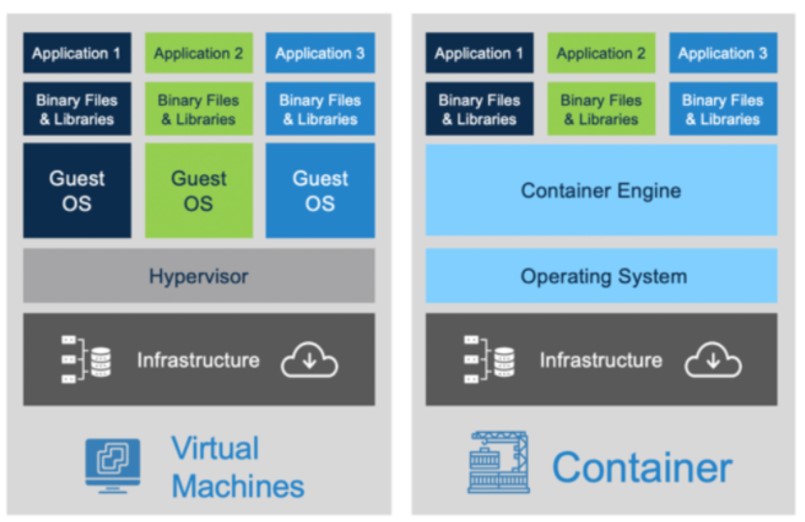 Application 1
Application 2
Application 3
Binary Files
& Libraries
Binary Files
& Libraries
Binary Files
& Libraries
Guest
OS
Guest
OS
Guest
OS
Hypervisor
Infrastructure
Virtual
Machines
Application 1
Application 2
Application 3
Binary Files
& Libraries
Binary Files
& Libraries
Binary Files
& Libraries
Container Engine
Operating System
Infrastructure
Container